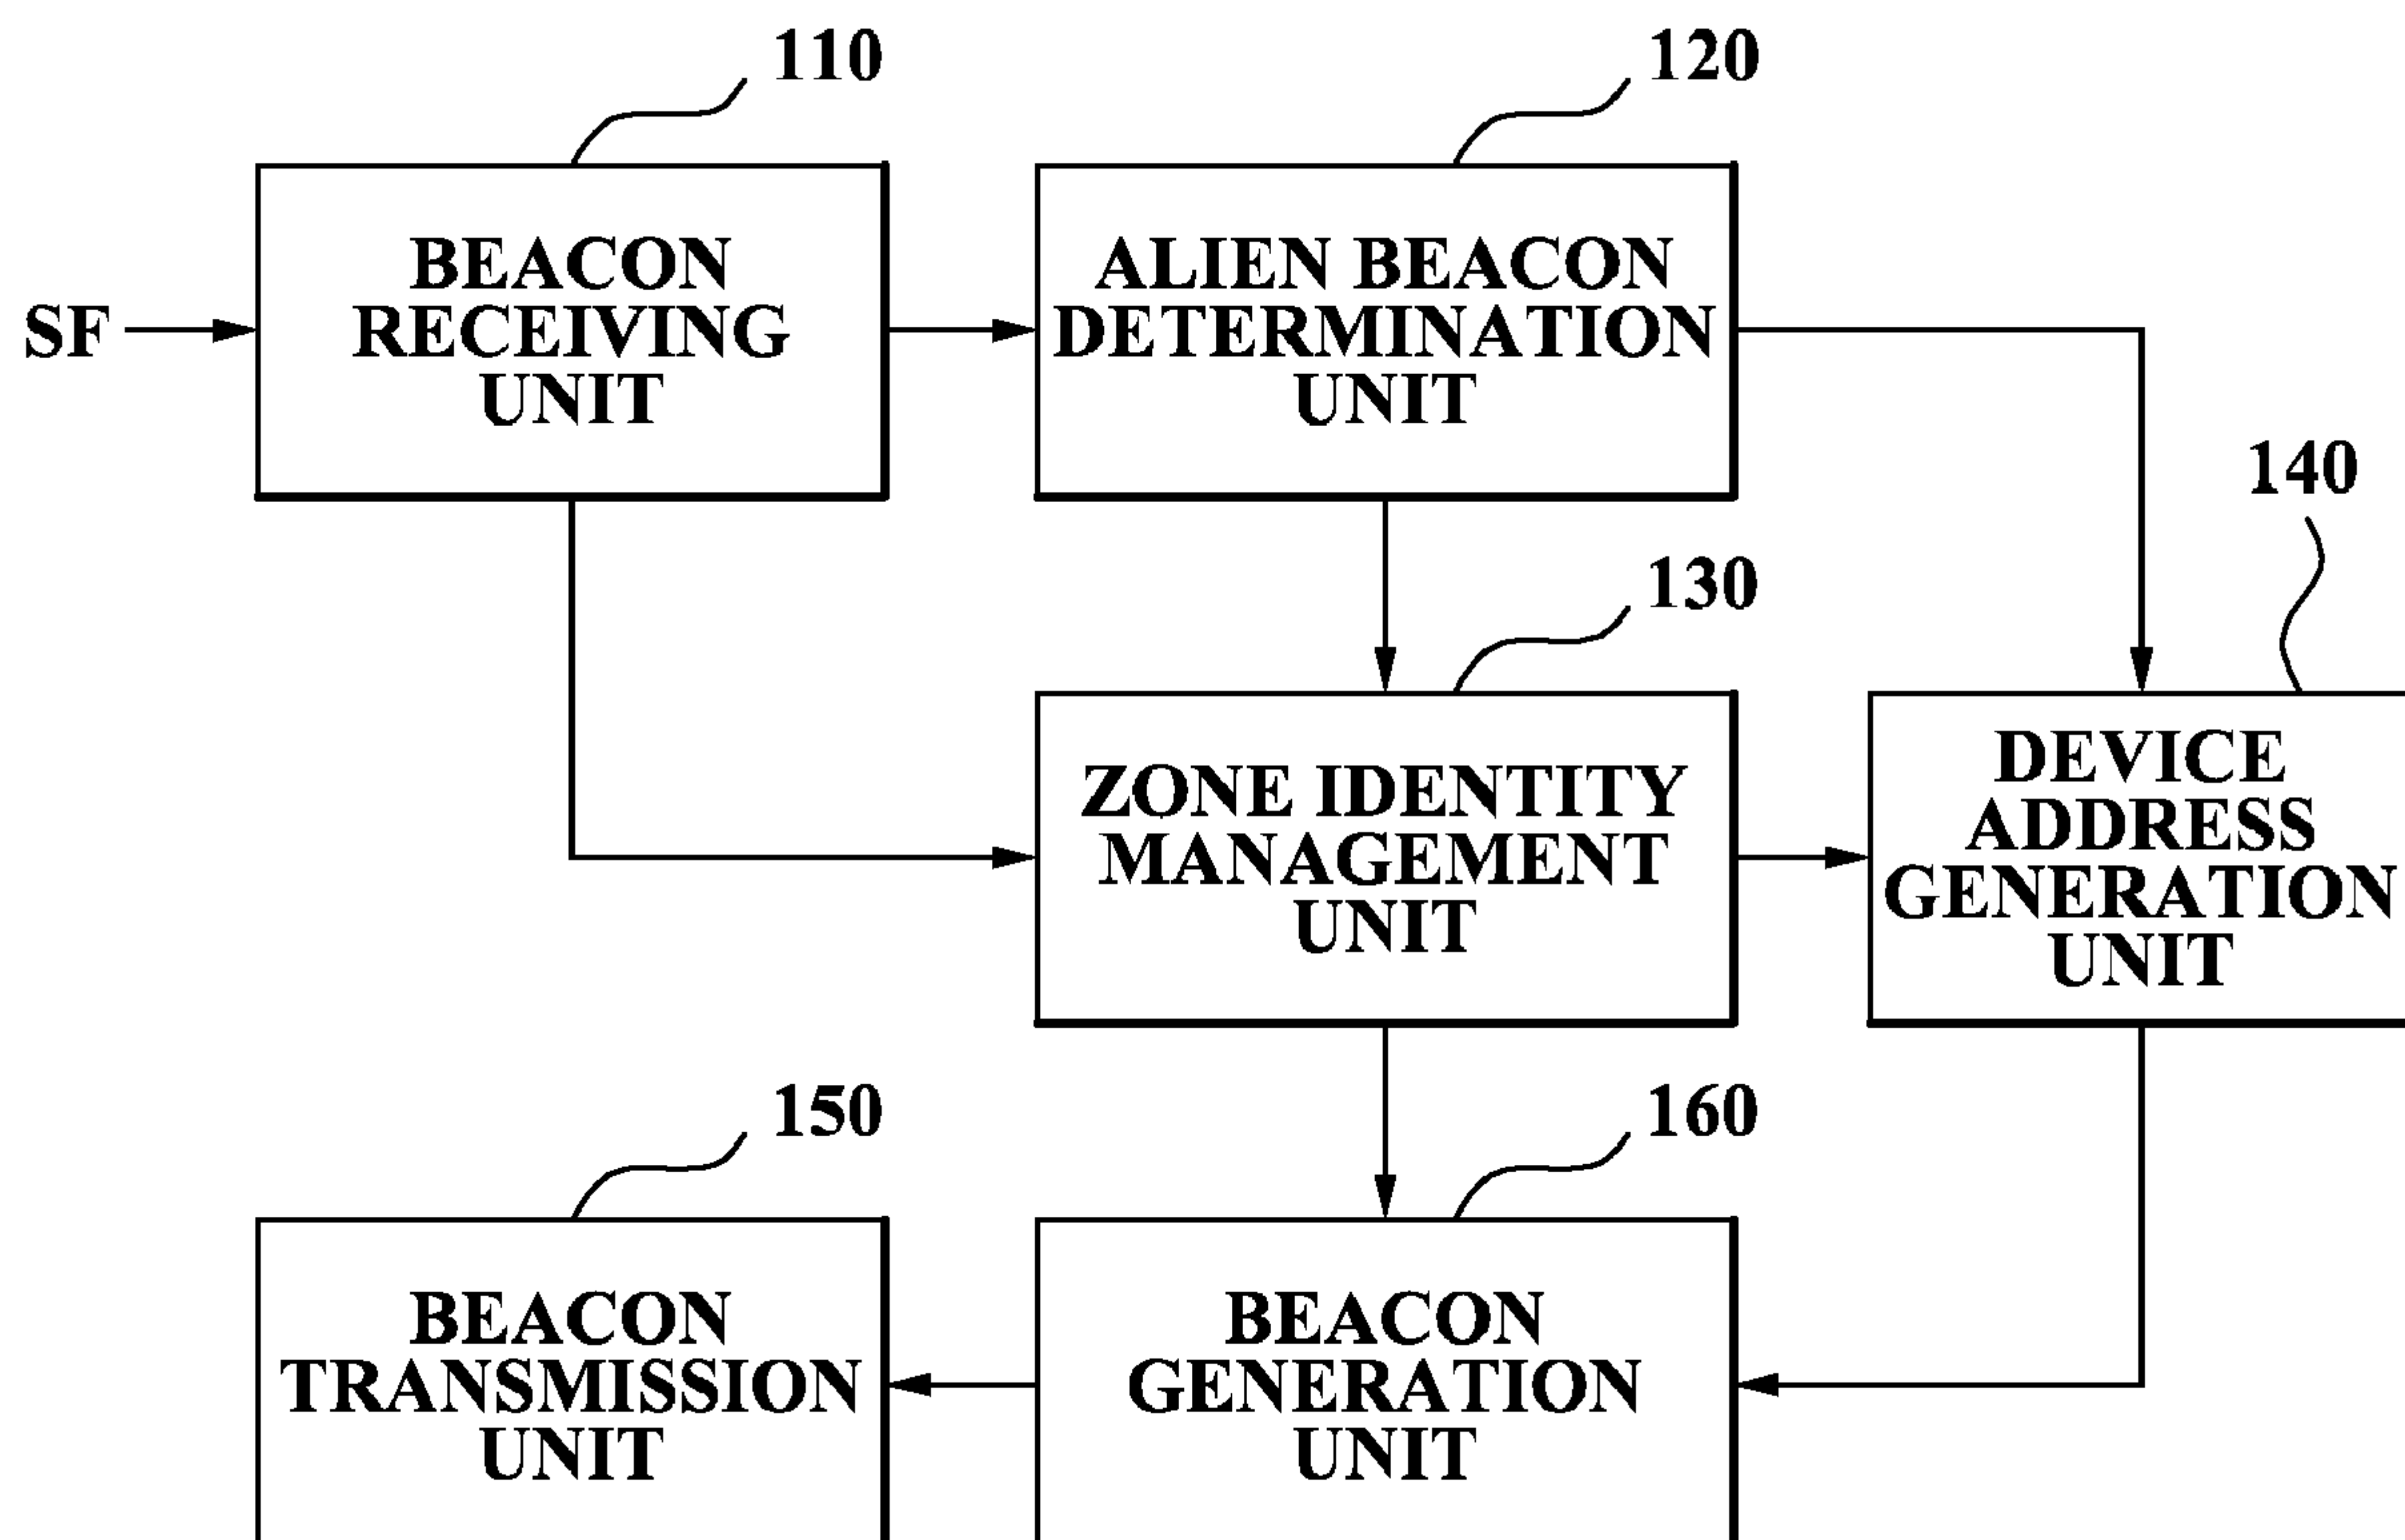 110
120
BEACON
RECEIVING
UNIT
ALIEN BEACON
DETERMINATION
UNIT
SF
140
130
ZONE IDENTITY
MANAGEMENT
UNIT
DEVICE
ADDRESS
GENERATION
UNIT
150
160
BEACON
TRANSMISSION
UNIT
BEACON
GENERATION
UNIT